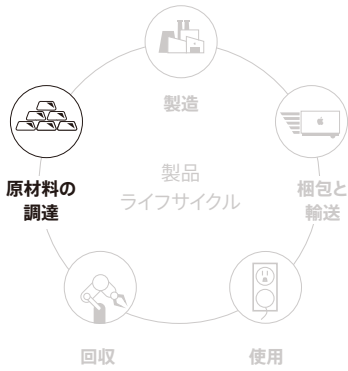 製造
原材料の
調達
製品
ライフサイクル
梱包と
輸送
回収
使用